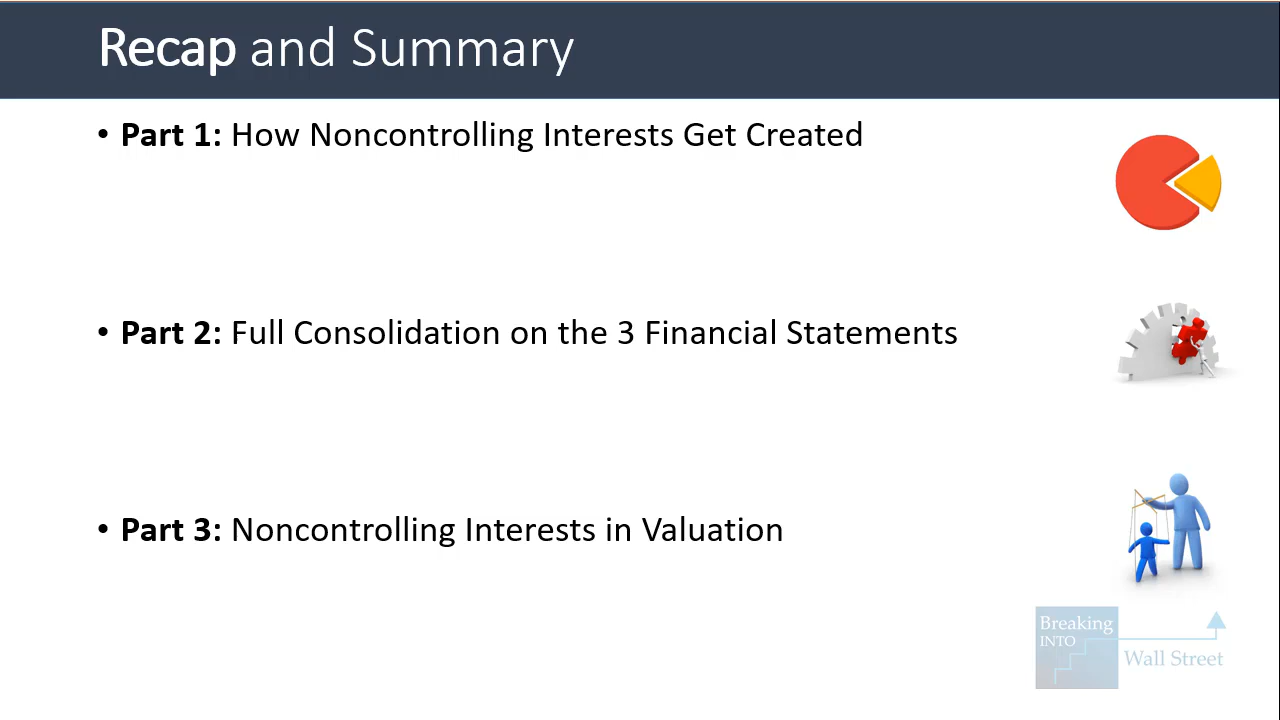 Recap and Summary
• Part 1: How Noncontrolling Interests Get Created
• Part 2: Full Consolidation on the 3 Financial Statements
• Part 3: Noncontrolling Interests in Valuation
Breaking
INTO
Wall Street